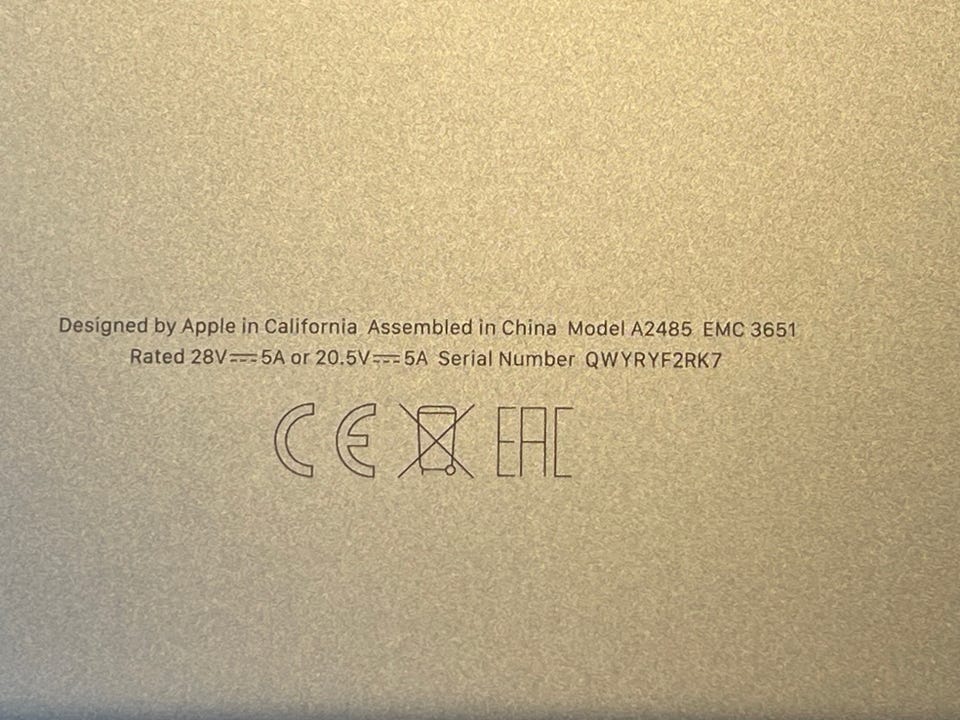 Designed by Apple in California Assembled in China Model A2485 EMC 3651
Rated 28V⎓5A or 20.5V⎓5A Serial Number QWYRYF2RK7
CE EAC